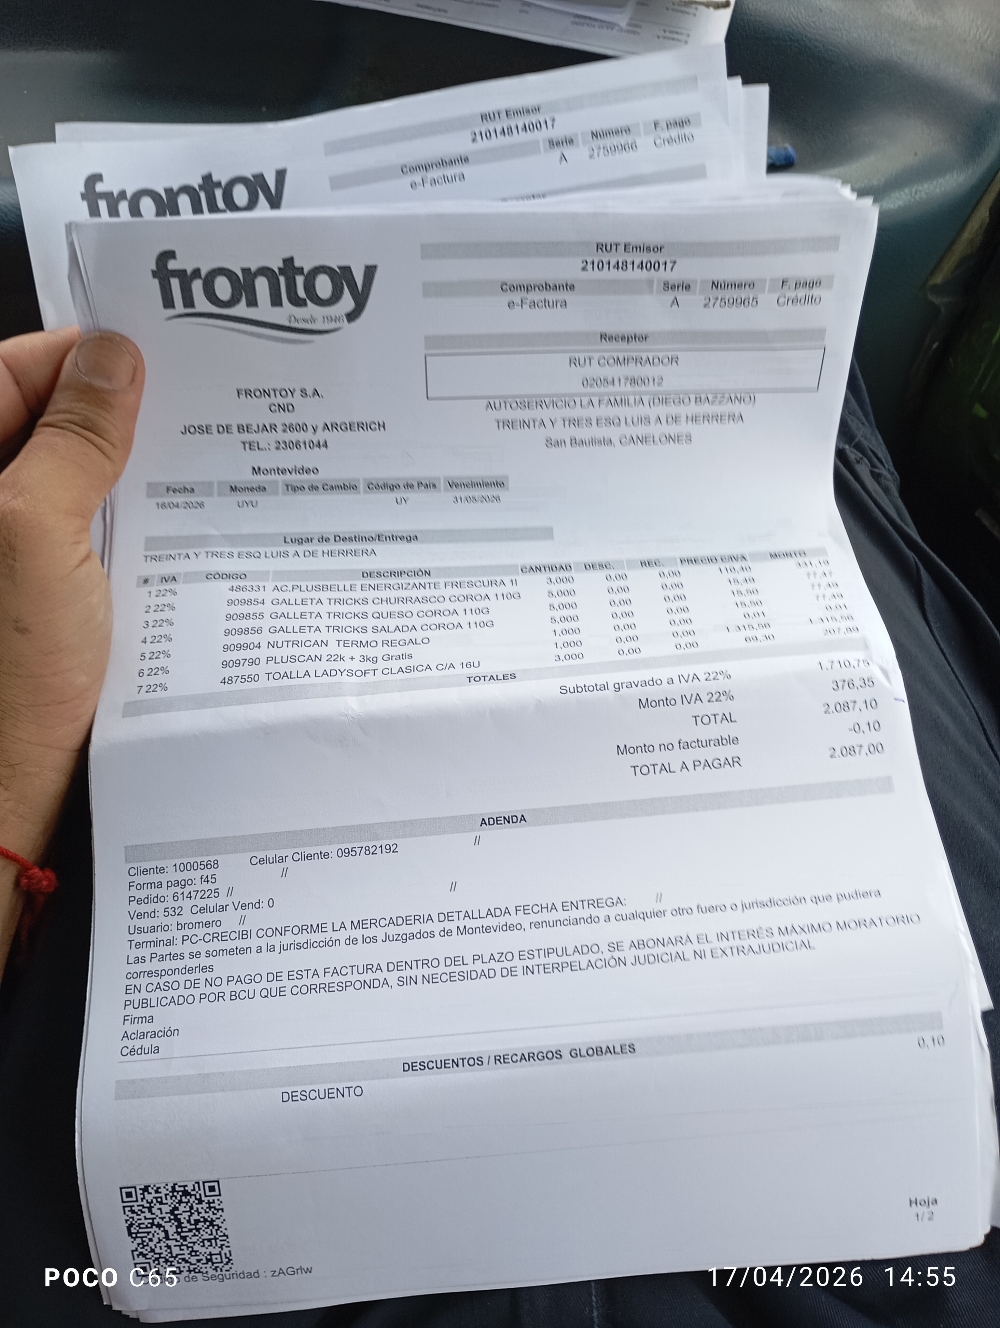 RUT Emisor
210148140017
Comprobante Serie Número F. pago
e-Factura A 2759966 Crédito
frontoy
frontoy
Desde 1946
RUT Emisor
210148140017
Comprobante Serie Número F. pago
e-Factura A 2759965 Crédito
Receptor
RUT COMPRADOR
020541780012
AUTOSERVICIO LA FAMILIA (DIEGO BAZZANO)
TREINTA Y TRES ESQ LUIS A DE HERRERA
San Bautista, CANELONES
FRONTOY S.A.
CND
JOSE DE BEJAR 2600 y ARGERICH
TEL.: 23061044
Montevideo
Fecha Moneda Tipo de Cambio Código de País Vencimiento
16/04/2026 UYU UY 31/05/2026
Lugar de Destino/Entrega
TREINTA Y TRES ESQ LUIS A DE HERRERA
# IVA CÓDIGO DESCRIPCIÓN CANTIDAD DESC. REC. PRECIO C/IVA MONTO
1 22% 486331 AC.PLUSBELLE ENERGIZANTE FRESCURA 1l 3,000 0,00 0,00 110,40
2 22% 909854 GALLETA TRICKS CHURRASCO COROA 110G 5,000 0,00 0,00
3 22% 909855 GALLETA TRICKS QUESO COROA 110G 5,000 0,00 0,00
4 22% 909856 GALLETA TRICKS SALADA COROA 110G 5,000 0,00 0,00
5 22% 909904 NUTRICAN TERMO REGALO 1,000 0,00 0,00 0,01 0,01
6 22% 909790 PLUSCAN 22k + 3kg Gratis 1,000 0,00 0,00 1.315,50 1.315,50
7 22% 487550 TOALLA LADYSOFT CLASICA C/A 16U 3,000 0,00 0,00 69,30
TOTALES
Subtotal gravado a IVA 22% 1.710,75
Monto IVA 22% 376,35
TOTAL 2.087,10
Monto no facturable -0,10
TOTAL A PAGAR 2.087,00
ADENDA
Cliente: 1000568 Celular Cliente: 095782192 //
Forma pago: f45 //
Pedido: 6147225 //
Vend: 532 Celular Vend: 0 //
Usuario: bromero //
Terminal: PC-CRECIBI CONFORME LA MERCADERIA DETALLADA FECHA ENTREGA: //
Las Partes se someten a la jurisdicción de los Juzgados de Montevideo, renunciando a cualquier otro fuero o jurisdicción que pudiera
corresponderles
EN CASO DE NO PAGO DE ESTA FACTURA DENTRO DEL PLAZO ESTIPULADO, SE ABONARÁ EL INTERÉS MÁXIMO MORATORIO
PUBLICADO POR BCU QUE CORRESPONDA, SIN NECESIDAD DE INTERPELACIÓN JUDICIAL NI EXTRAJUDICIAL
Firma
Aclaración
Cédula
DESCUENTOS / RECARGOS GLOBALES
DESCUENTO 0,10
Hoja
1/2
de Seguridad : zAGrIw
POCO C65
17/04/2026 14:55